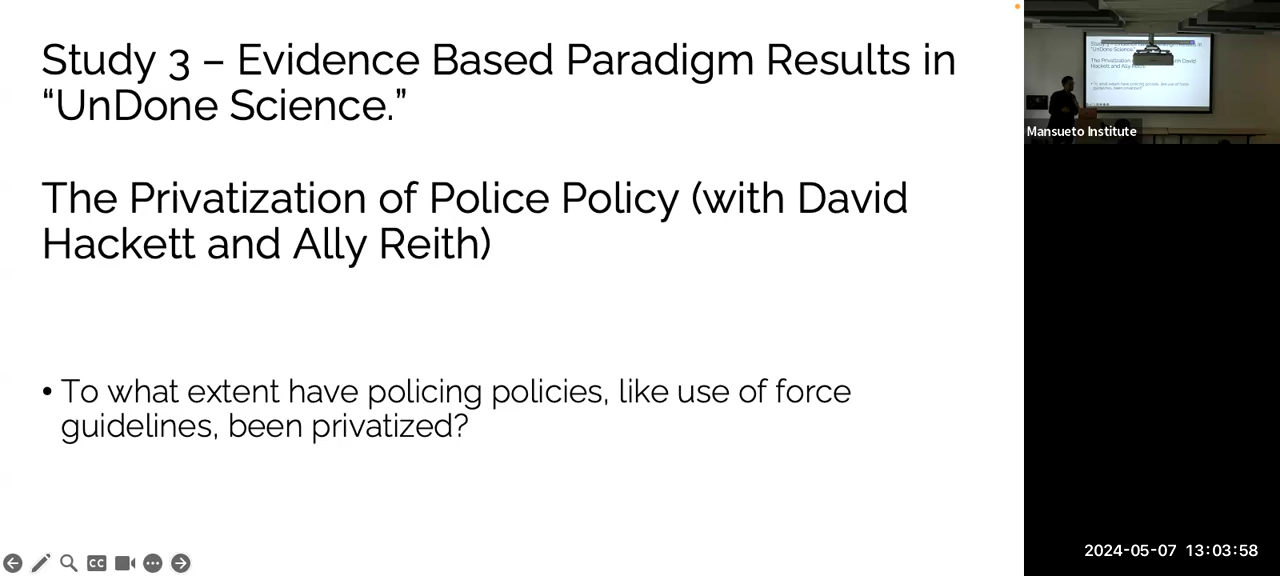 Study 3 – Evidence Based Paradigm Results in
“UnDone Science.”
The Privatization of Police Policy (with David
Hackett and Ally Reith)
• To what extent have policing policies, like use of force
guidelines, been privatized?
CC
Mansueto Institute
2024-05-07 13:03:58